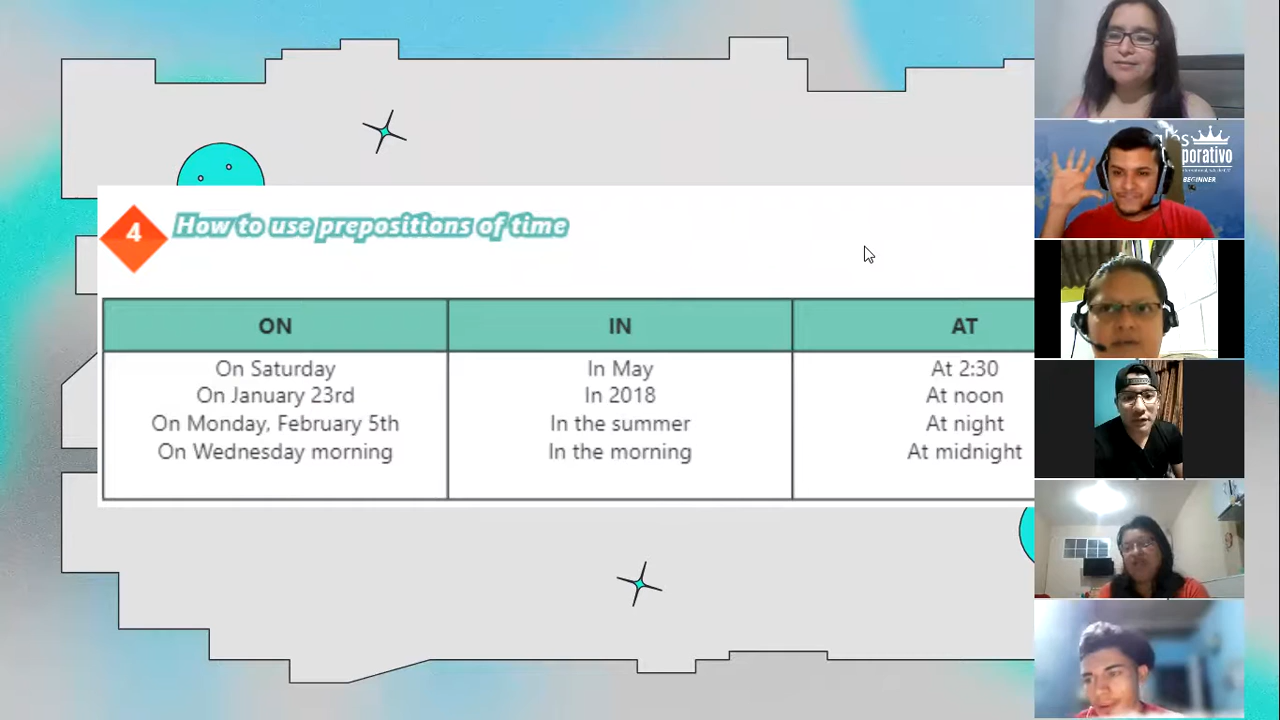 4
How to use prepositions of time
ON IN AT
On Saturday In May At 2:30
On January 23rd In 2018 At noon
On Monday, February 5th In the summer At night
On Wednesday morning In the morning At midnight
BEGINNER